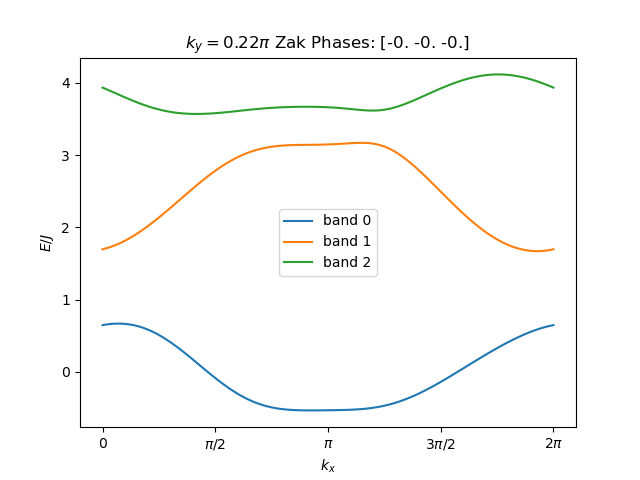 k_y = 0.22π Zak Phases: [-0. -0. -0.]
4
3
2
1
0
E/J
band 0
band 1
band 2
0
π/2
π
3π/2
2π
k_x